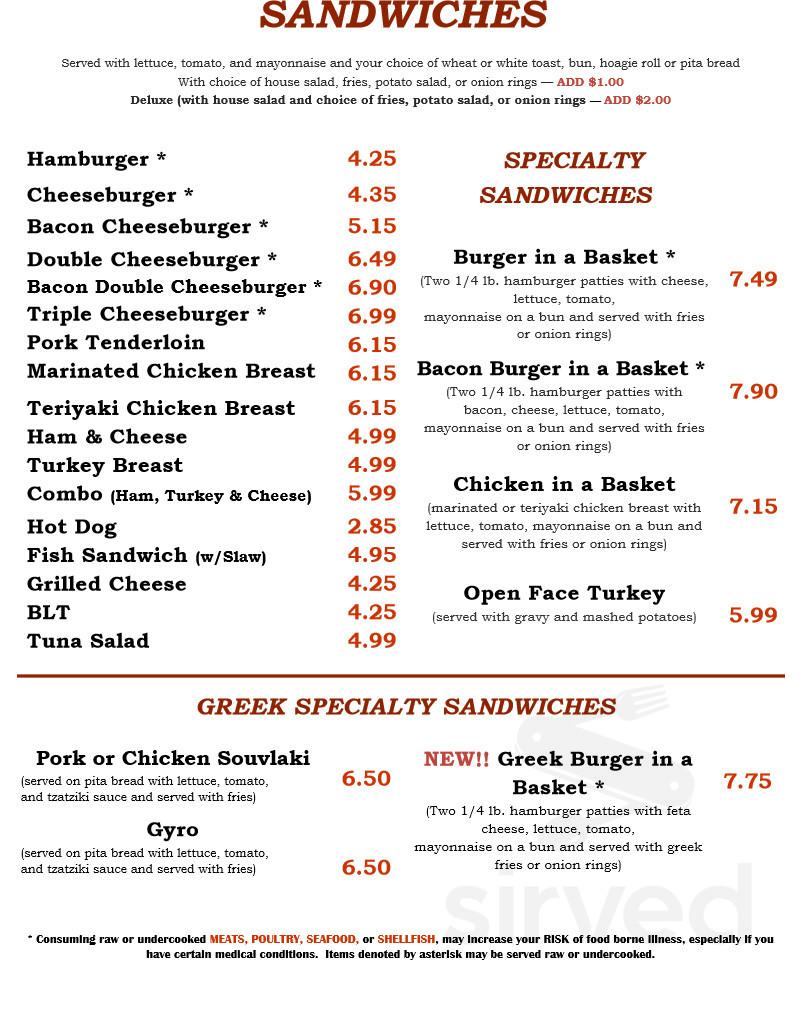 SANDWICHES
Served with lettuce, tomato, and mayonnaise and your choice of wheat or white toast, bun, hoagie roll or pita bread
With choice of house salad, fries, potato salad, or onion rings — ADD $1.00
Deluxe (with house salad and choice of fries, potato salad, or onion rings — ADD $2.00
Hamburger * 4.25
Cheeseburger * 4.35
Bacon Cheeseburger * 5.15
Double Cheeseburger * 6.49
Bacon Double Cheeseburger * 6.90
Triple Cheeseburger * 6.99
Pork Tenderloin 6.15
Marinated Chicken Breast 6.15
Teriyaki Chicken Breast 6.15
Ham & Cheese 4.99
Turkey Breast 4.99
Combo (Ham, Turkey & Cheese) 5.99
Hot Dog 2.85
Fish Sandwich (w/Slaw) 4.95
Grilled Cheese 4.25
BLT 4.25
Tuna Salad 4.99
SPECIALTY
SANDWICHES
Burger in a Basket *
(Two 1/4 lb. hamburger patties with cheese, 7.49
lettuce, tomato,
mayonnaise on a bun and served with fries
or onion rings)
Bacon Burger in a Basket *
(Two 1/4 lb. hamburger patties with 7.90
bacon, cheese, lettuce, tomato,
mayonnaise on a bun and served with fries
or onion rings)
Chicken in a Basket
(marinated or teriyaki chicken breast with 7.15
lettuce, tomato, mayonnaise on a bun and
served with fries or onion rings)
Open Face Turkey
(served with gravy and mashed potatoes) 5.99
GREEK SPECIALTY SANDWICHES
Pork or Chicken Souvlaki
(served on pita bread with lettuce, tomato, 6.50
and tzatziki sauce and served with fries)
Gyro
(served on pita bread with lettuce, tomato,
and tzatziki sauce and served with fries) 6.50
NEW!! Greek Burger in a
Basket * 7.75
(Two 1/4 lb. hamburger patties with feta
cheese, lettuce, tomato,
mayonnaise on a bun and served with greek
fries or onion rings)
sirved
* Consuming raw or undercooked MEATS, POULTRY, SEAFOOD, or SHELLFISH, may increase your RISK of food borne illness, especially if you
have certain medical conditions. Items denoted by asterisk may be served raw or undercooked.